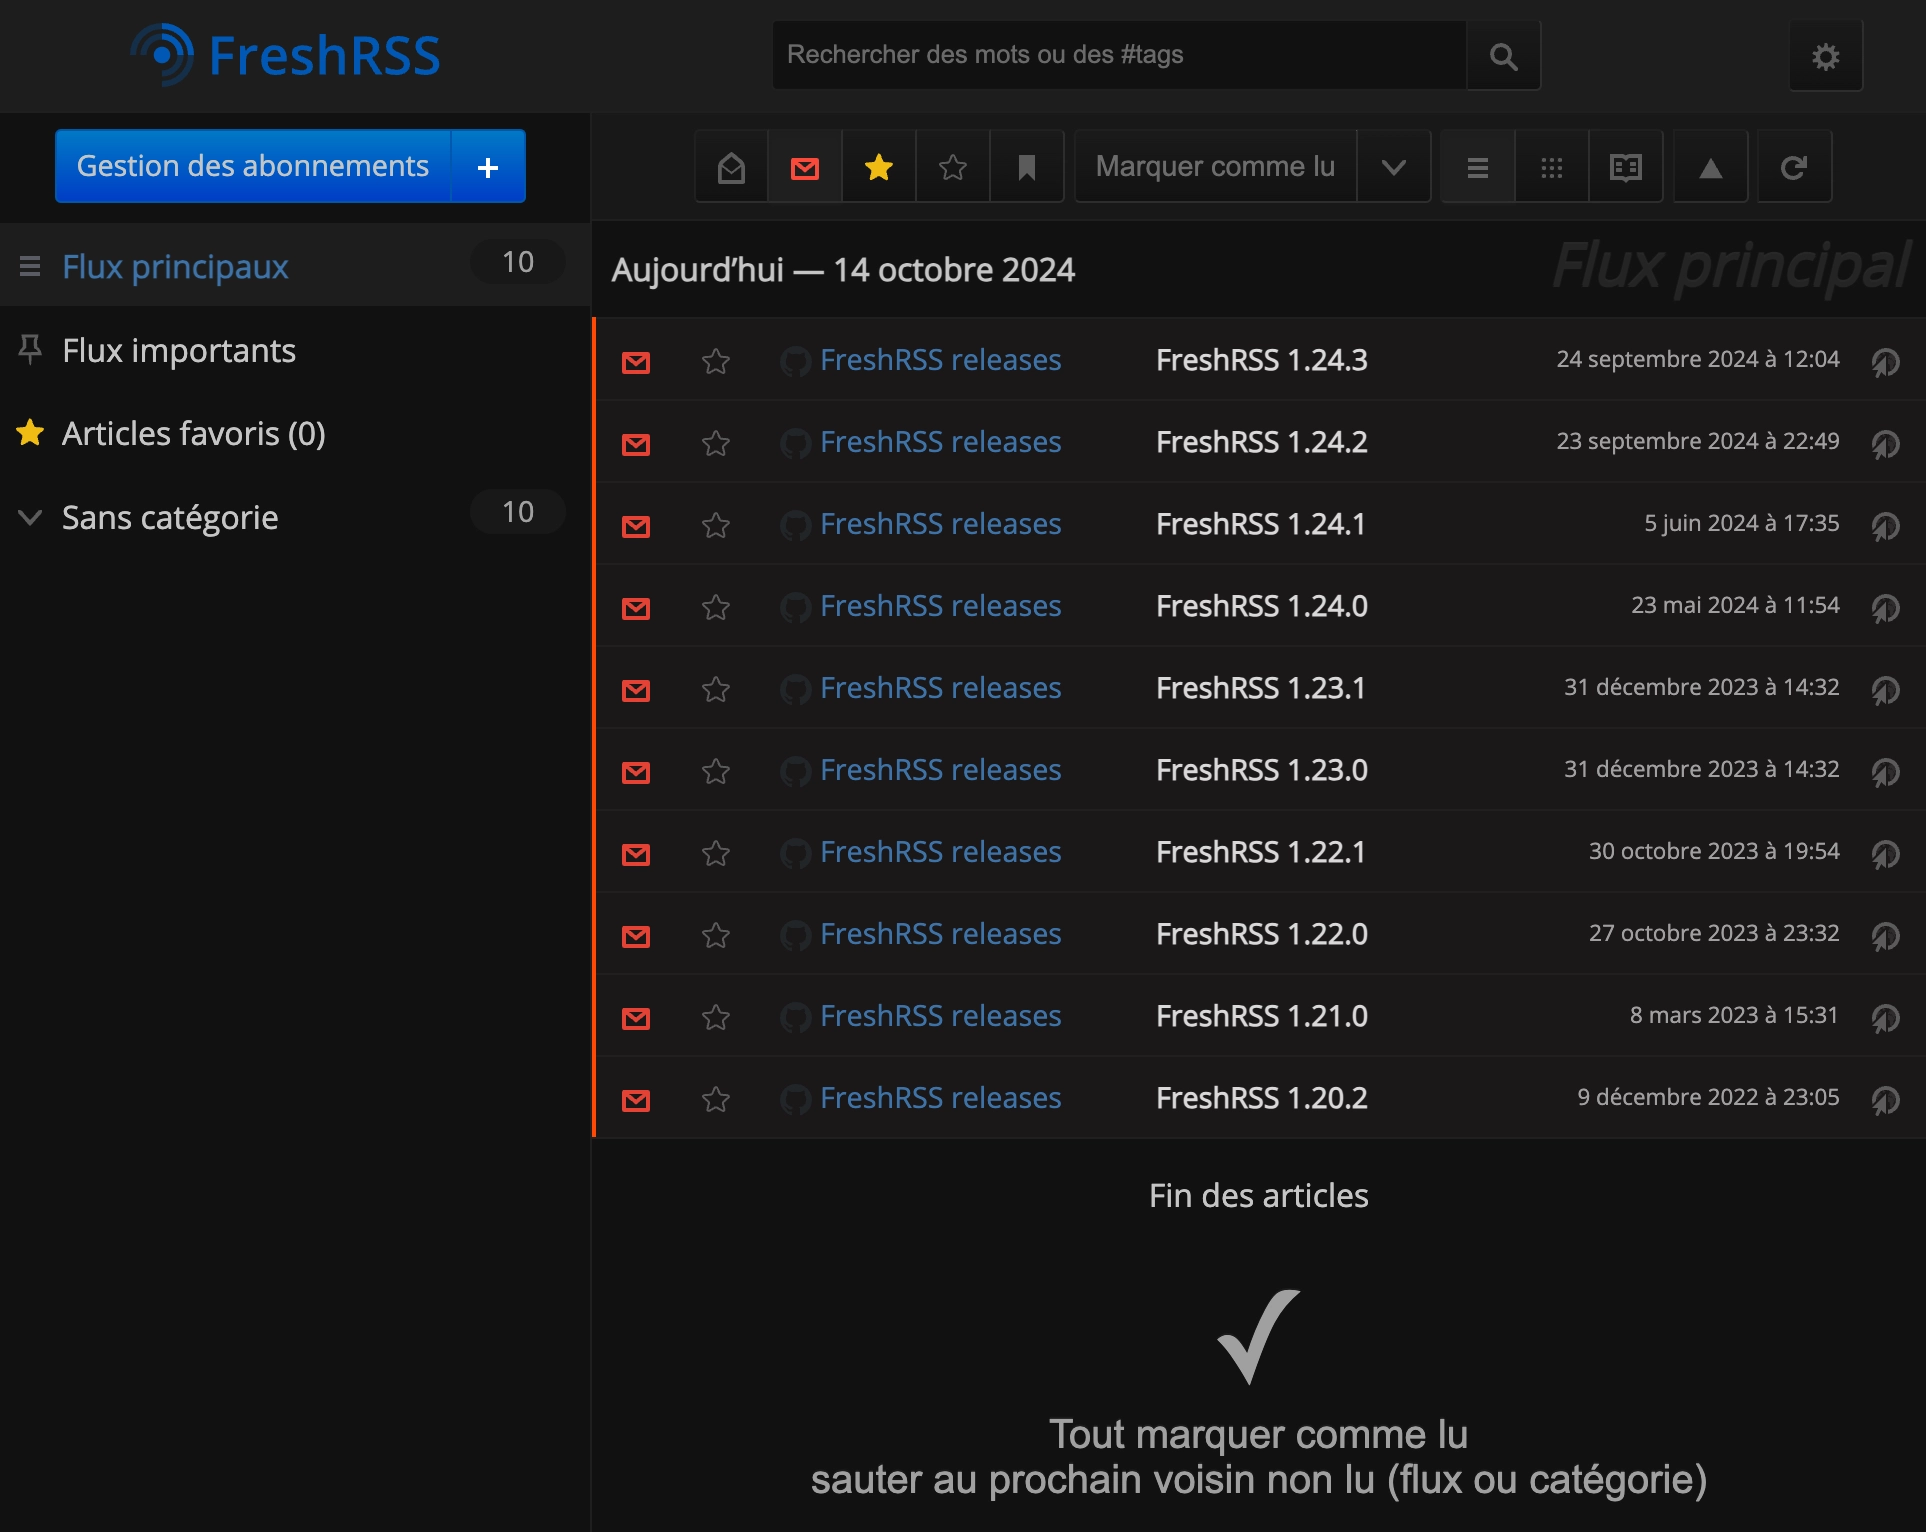 FreshRSS
Rechercher des mots ou des #tags
Gestion des abonnements +
Marquer comme lu
Flux principaux 10
Flux importants
Articles favoris (0)
Sans catégorie 10
Aujourd’hui — 14 octobre 2024 Flux principal
FreshRSS releases FreshRSS 1.24.3 24 septembre 2024 à 12:04
FreshRSS releases FreshRSS 1.24.2 23 septembre 2024 à 22:49
FreshRSS releases FreshRSS 1.24.1 5 juin 2024 à 17:35
FreshRSS releases FreshRSS 1.24.0 23 mai 2024 à 11:54
FreshRSS releases FreshRSS 1.23.1 31 décembre 2023 à 14:32
FreshRSS releases FreshRSS 1.23.0 31 décembre 2023 à 14:32
FreshRSS releases FreshRSS 1.22.1 30 octobre 2023 à 19:54
FreshRSS releases FreshRSS 1.22.0 27 octobre 2023 à 23:32
FreshRSS releases FreshRSS 1.21.0 8 mars 2023 à 15:31
FreshRSS releases FreshRSS 1.20.2 9 décembre 2022 à 23:05
Fin des articles
Tout marquer comme lu
sauter au prochain voisin non lu (flux ou catégorie)